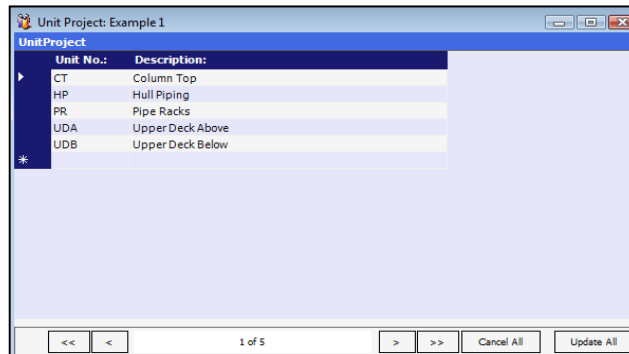 Unit Project: Example 1
UnitProject
Unit No.: Description:
CT Column Top
HP Hull Piping
PR Pipe Racks
UDA Upper Deck Above
UDB Upper Deck Below
*
<< < 1 of 5 > >> Cancel All Update All